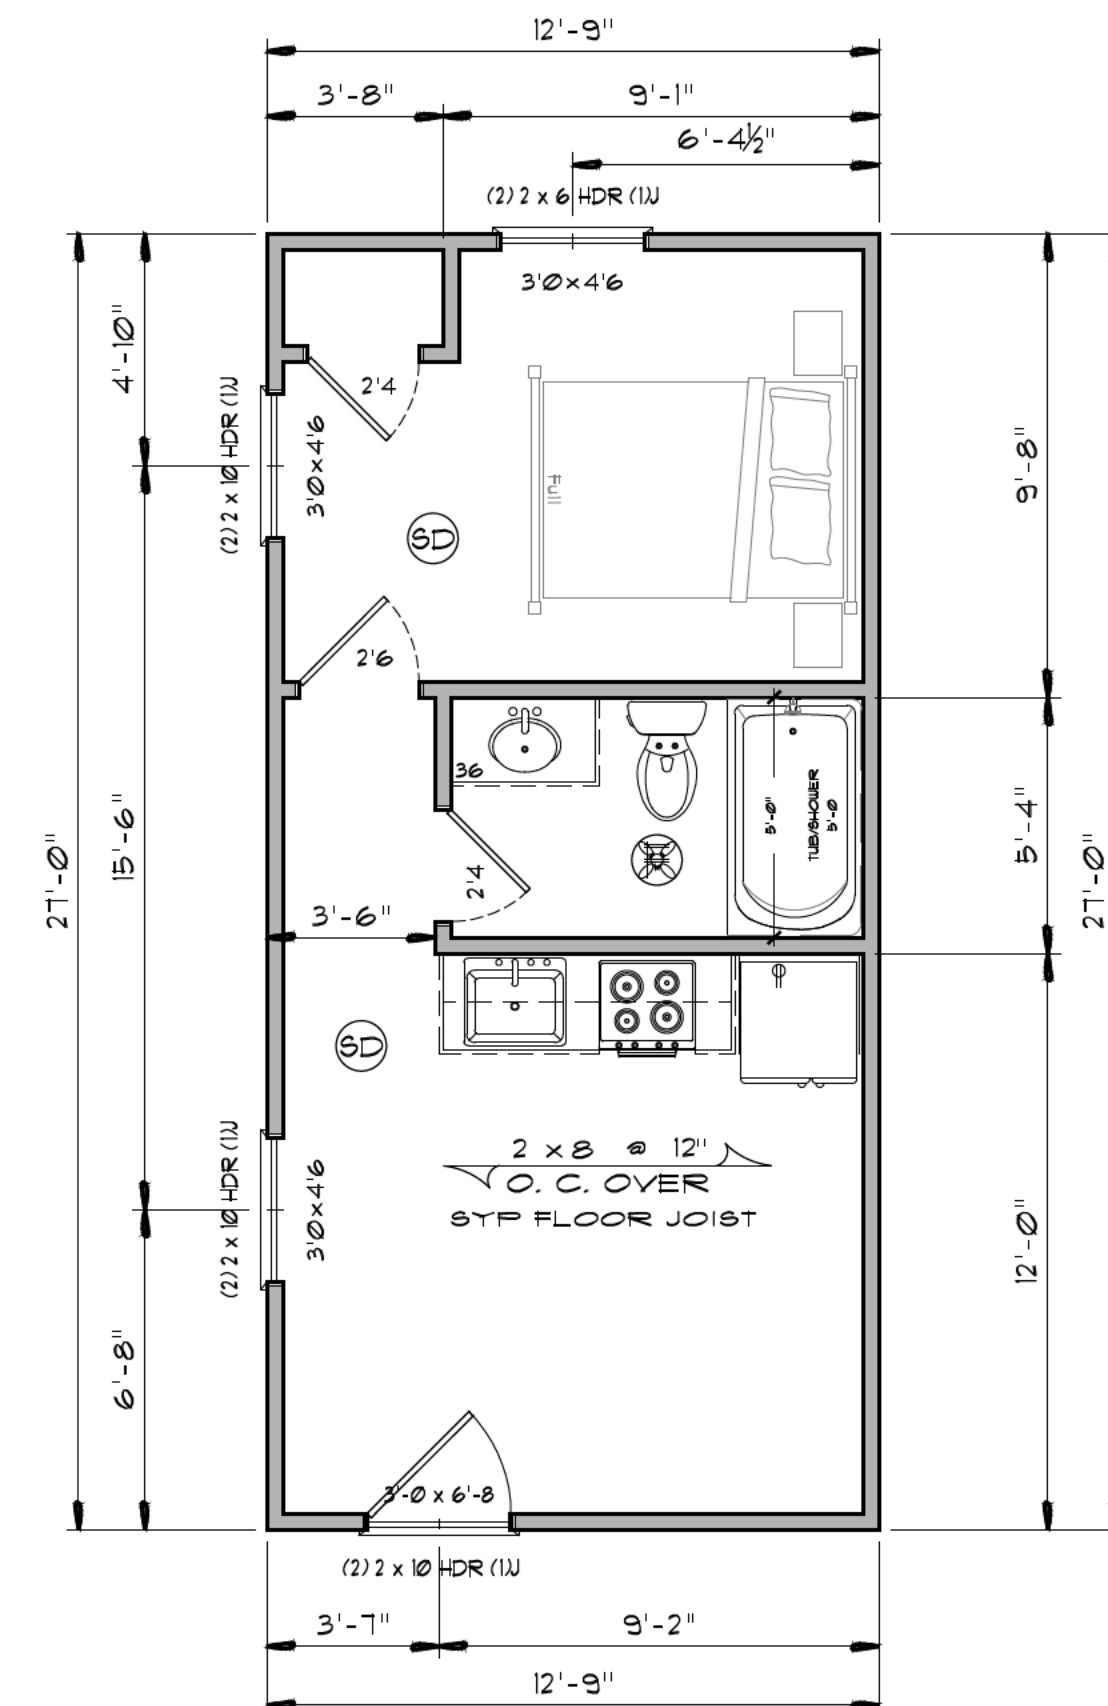 12'-9"
3'-8"
9'-1"
6'-4½"
(2) 2 x 6 HDR (1)J
3'0x4'6
4'-10"
2'4
(2) 2 x 10 HDR (1)J
3'0x4'6
Full
9'-8"
SD
2'6
36
5'-0"
TUB/SHOWER
5'-0
15'-6"
5'-4"
27'-0"
27'-0"
2'4
3'-6"
SD
2 x 8 @ 12"
O. C. OVER
SYP FLOOR JOIST
(2) 2 x 10 HDR (1)J
3'0x4'6
12'-0"
6'-8"
3'-0 x 6'-8
(2) 2 x 10 HDR (1)J
3'-7"
9'-2"
12'-9"